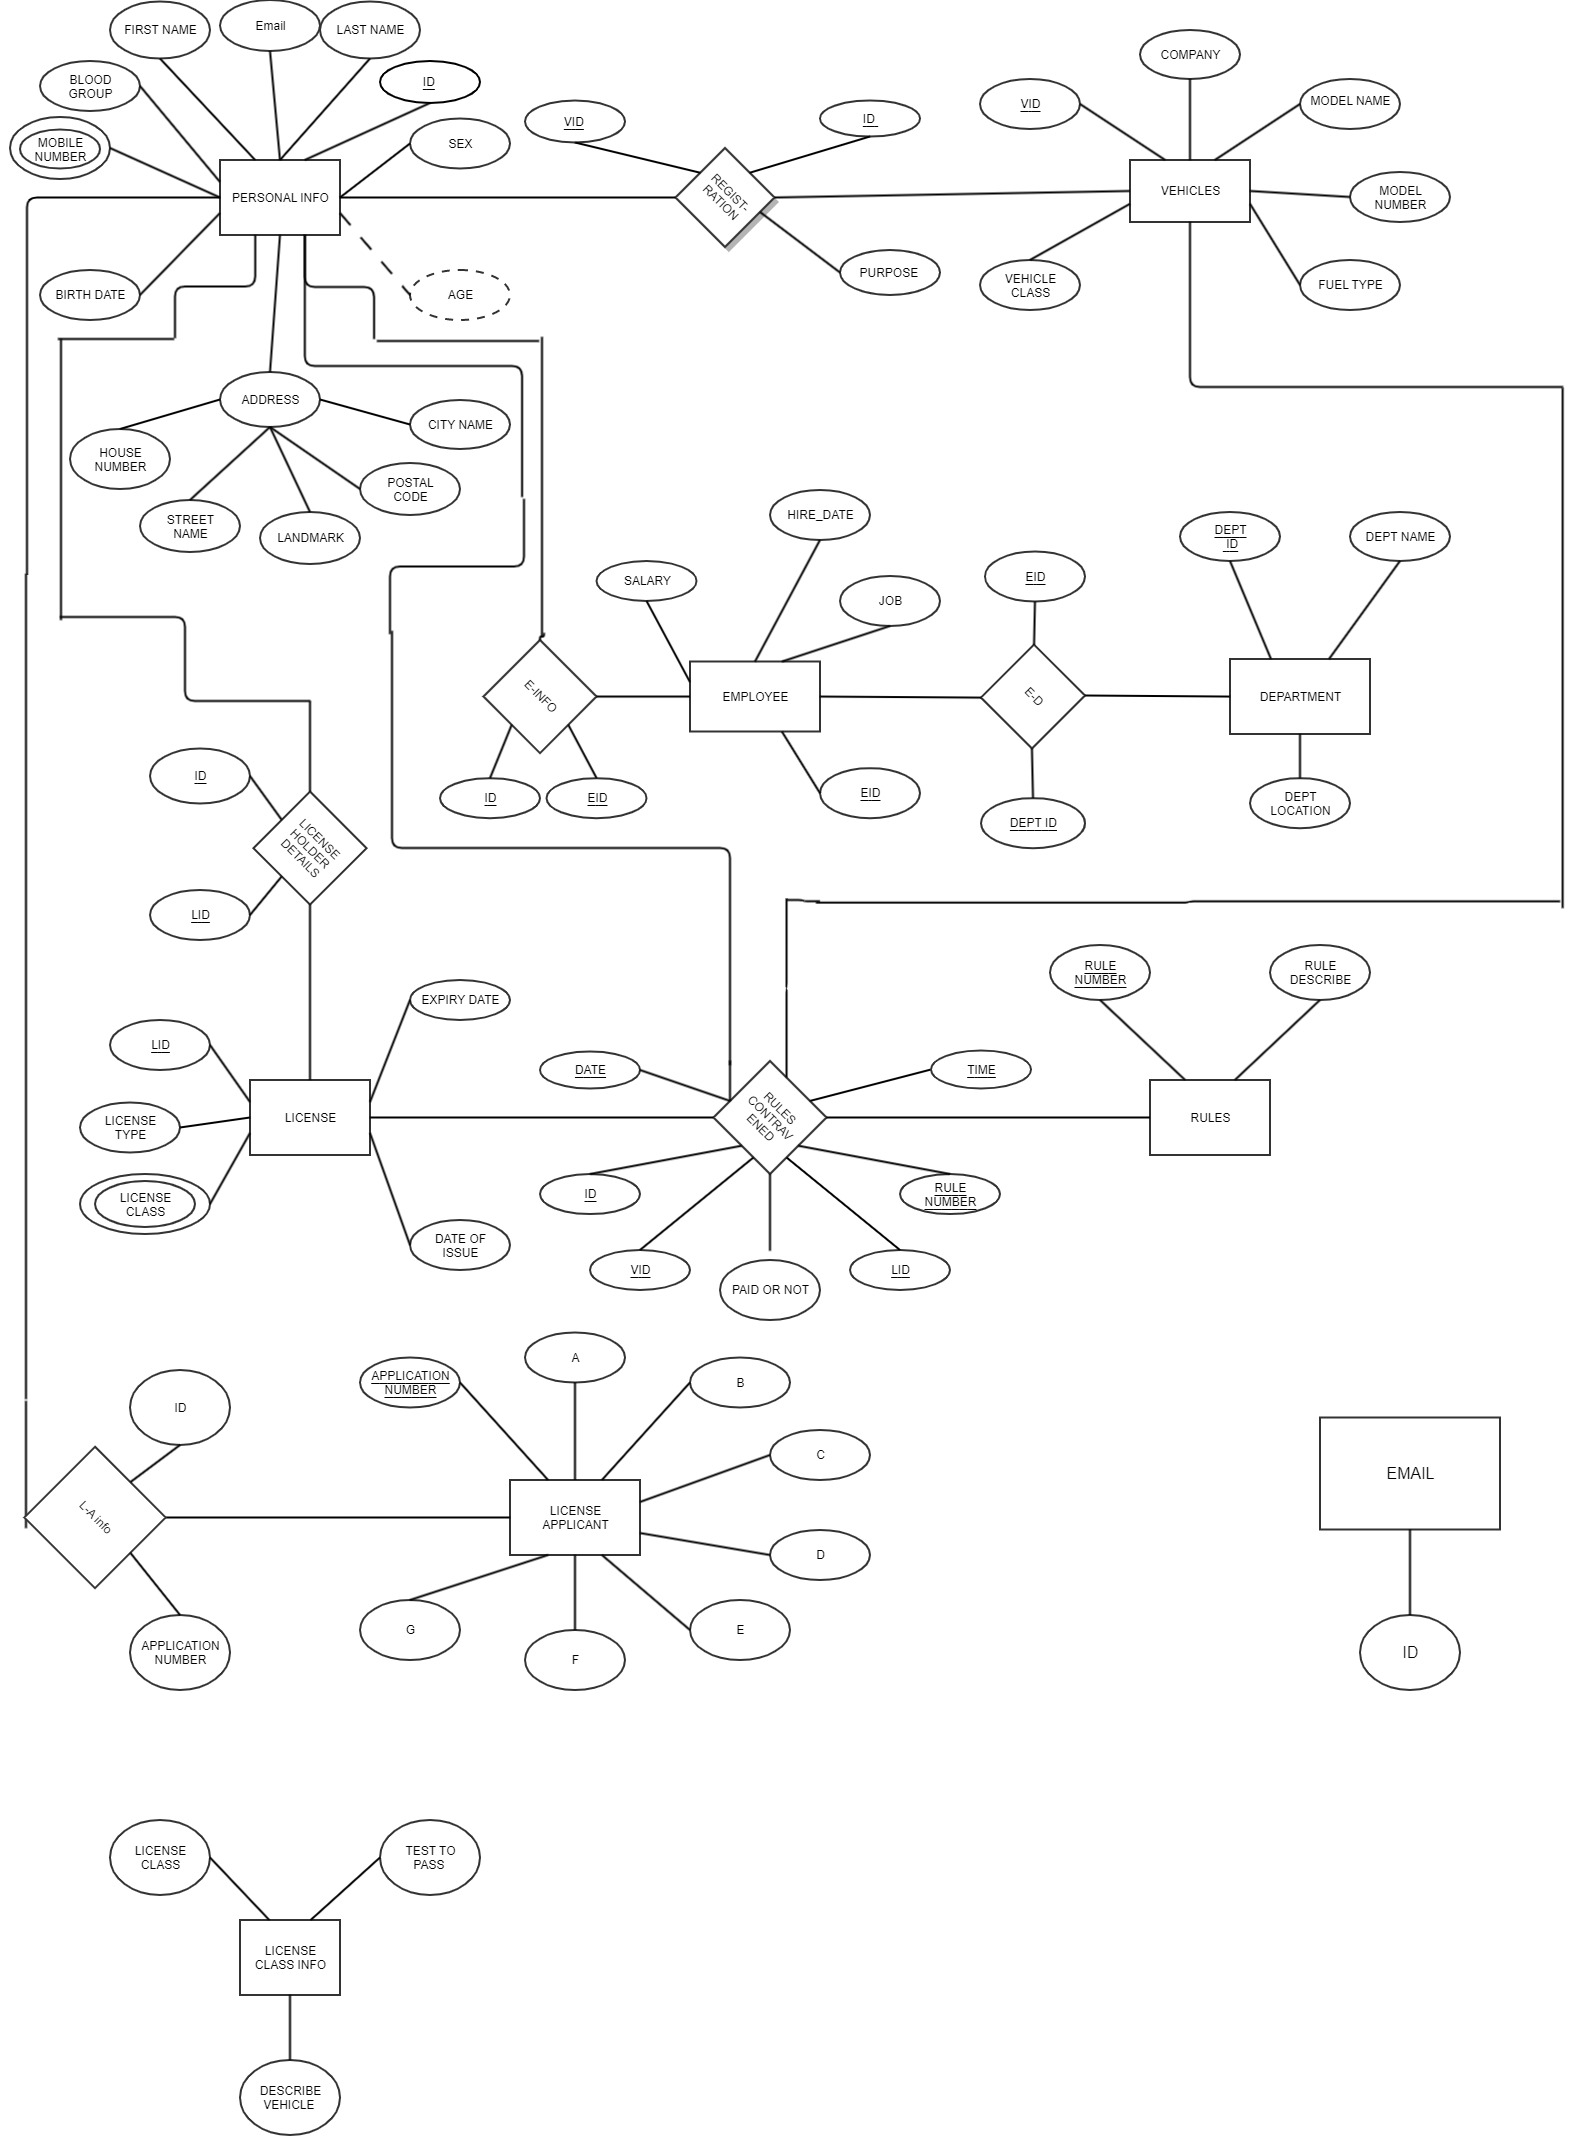 FIRST NAME
Email
LAST NAME
BLOOD
GROUP
ID
MOBILE
NUMBER
SEX
PERSONAL INFO
BIRTH DATE
AGE
VID
ID
REGIST-
RATION
PURPOSE
COMPANY
VID
MODEL NAME
VEHICLES
MODEL
NUMBER
VEHICLE
CLASS
FUEL TYPE
ADDRESS
CITY NAME
HOUSE
NUMBER
POSTAL
CODE
STREET
NAME
LANDMARK
HIRE_DATE
SALARY
JOB
EID
DEPT
ID
DEPT NAME
E-INFO
EMPLOYEE
E-D
DEPARTMENT
ID
EID
EID
DEPT ID
DEPT
LOCATION
ID
LICENSE
HOLDER
DETAILS
LID
EXPIRY DATE
LID
LICENSE
TYPE
LICENSE
LICENSE
CLASS
DATE OF
ISSUE
DATE
TIME
RULES
CONTRAV
ENED
RULE
NUMBER
RULE
DESCRIBE
RULES
ID
RULE
NUMBER
VID
PAID OR NOT
LID
ID
APPLICATION
NUMBER
A
B
C
L-A info
LICENSE
APPLICANT
D
G
F
E
APPLICATION
NUMBER
EMAIL
ID
LICENSE
CLASS
TEST TO
PASS
LICENSE
CLASS INFO
DESCRIBE
VEHICLE